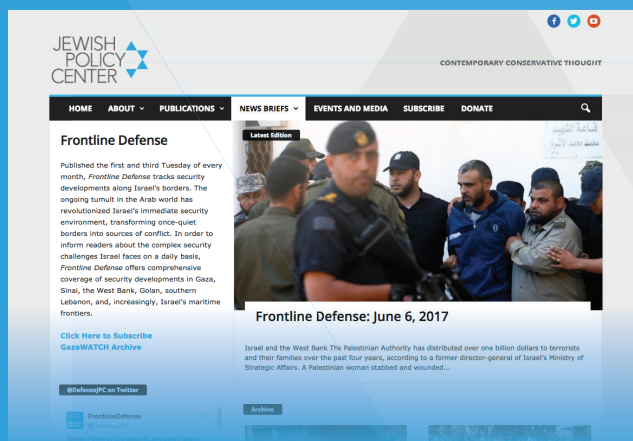 JEWISH
POLICY
CENTER
CONTEMPORARY CONSERVATIVE THOUGHT
HOME ABOUT PUBLICATIONS NEWS BRIEFS EVENTS AND MEDIA SUBSCRIBE DONATE
Frontline Defense
Published the first and third Tuesday of every
month, Frontline Defense tracks security
developments along Israel's borders. The
ongoing tumult in the Arab world has
revolutionized Israel's immediate security
environment, transforming once-quiet
borders into sources of conflict. In order to
inform readers about the complex security
challenges Israel faces on a daily basis,
Frontline Defense offers comprehensive
coverage of security developments in Gaza,
Sinai, the West Bank, Golan, southern
Lebanon, and, increasingly, Israel's maritime
frontiers.
Click Here to Subscribe
GazaWATCH Archive
@DefenseJPC on Twitter
FrontlineDefense
@DefenseJPC
Latest Edition
Frontline Defense: June 6, 2017
Israel and the West Bank The Palestinian Authority has distributed over one billion dollars to terrorists
and their families over the past four years, according to a former director-general of Israel's Ministry of
Strategic Affairs. A Palestinian woman stabbed and wounded...
Archive